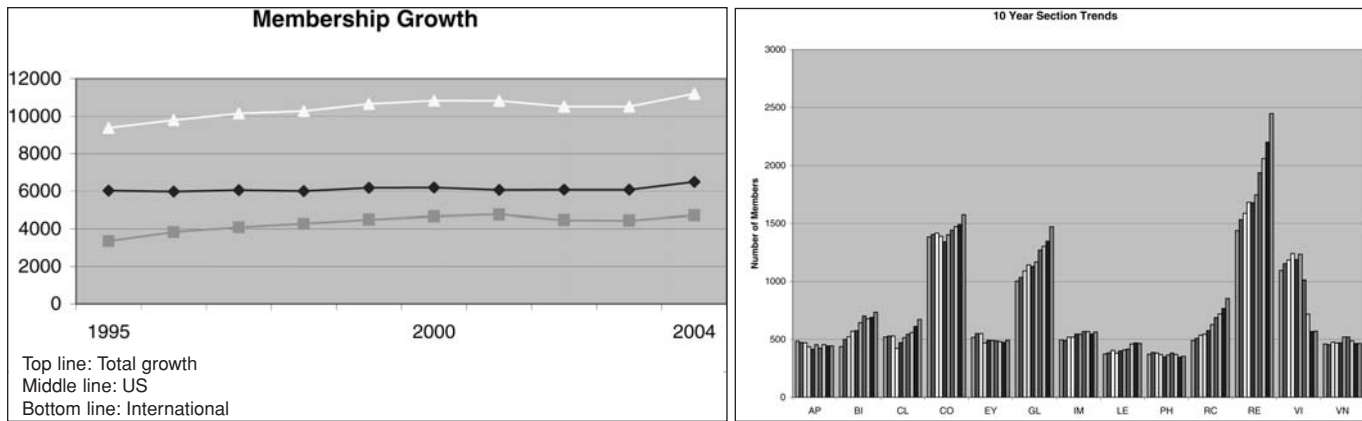 Membership Growth
12000
10000
8000
6000
4000
2000
0
1995 2000 2004
Top line: Total growth
Middle line: US
Bottom line: International
10 Year Section Trends
Number of Members
3000
2500
2000
1500
1000
500
0
AP BI CL CO EY GL IM LE PH RC RE VI VN